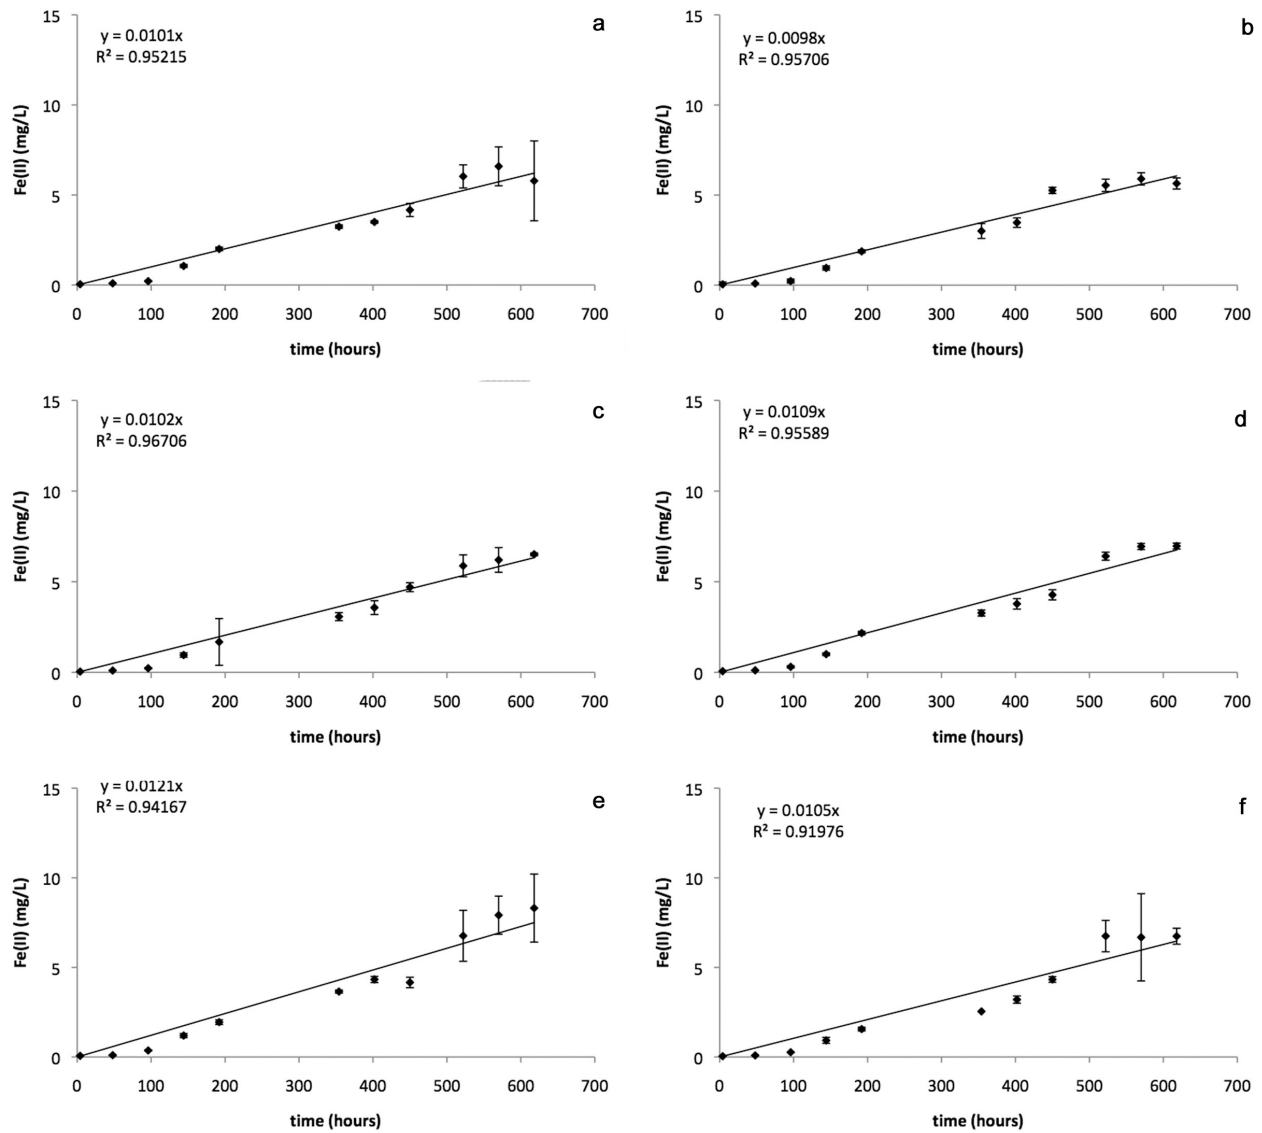 a
y = 0.0101x
R² = 0.95215
15
10
5
0
Fe(II) (mg/L)
0 100 200 300 400 500 600 700
time (hours)
b
y = 0.0098x
R² = 0.95706
15
10
5
0
Fe(II) (mg/L)
0 100 200 300 400 500 600 700
time (hours)
c
y = 0.0102x
R² = 0.96706
15
10
5
0
Fe(II) (mg/L)
0 100 200 300 400 500 600 700
time (hours)
d
y = 0.0109x
R² = 0.95589
15
10
5
0
Fe(II) (mg/L)
0 100 200 300 400 500 600 700
time (hours)
e
y = 0.0121x
R² = 0.94167
15
10
5
0
Fe(II) (mg/L)
0 100 200 300 400 500 600 700
time (hours)
f
y = 0.0105x
R² = 0.91976
15
10
5
0
Fe(II) (mg/L)
0 100 200 300 400 500 600 700
time (hours)